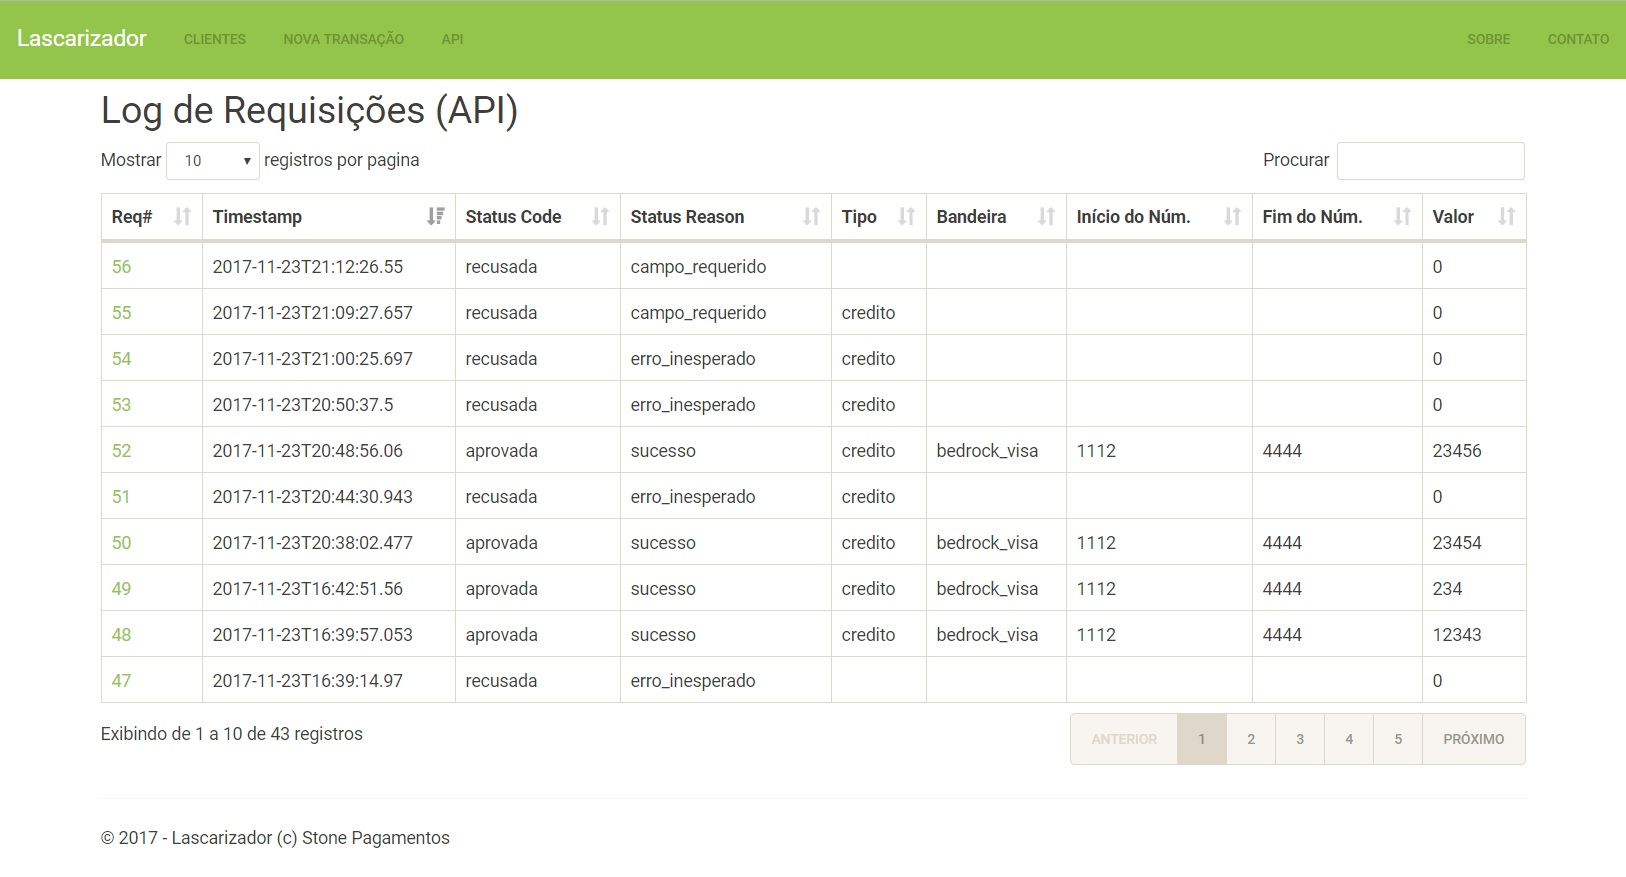 Lascarizador CLIENTES NOVA TRANSAÇÃO API SOBRE CONTATO
Log de Requisições (API)
Mostrar 10 registros por pagina Procurar
Req# Timestamp Status Code Status Reason Tipo Bandeira Início do Núm. Fim do Núm. Valor
56 2017-11-23T21:12:26.55 recusada campo_requerido 0
55 2017-11-23T21:09:27.657 recusada campo_requerido credito 0
54 2017-11-23T21:00:25.697 recusada erro_inesperado credito 0
53 2017-11-23T20:50:37.5 recusada erro_inesperado credito 0
52 2017-11-23T20:48:56.06 aprovada sucesso credito bedrock_visa 1112 4444 23456
51 2017-11-23T20:44:30.943 recusada erro_inesperado credito 0
50 2017-11-23T20:38:02.477 aprovada sucesso credito bedrock_visa 1112 4444 23454
49 2017-11-23T16:42:51.56 aprovada sucesso credito bedrock_visa 1112 4444 234
48 2017-11-23T16:39:57.053 aprovada sucesso credito bedrock_visa 1112 4444 12343
47 2017-11-23T16:39:14.97 recusada erro_inesperado 0
Exibindo de 1 a 10 de 43 registros ANTERIOR 1 2 3 4 5 PRÓXIMO
© 2017 - Lascarizador (c) Stone Pagamentos